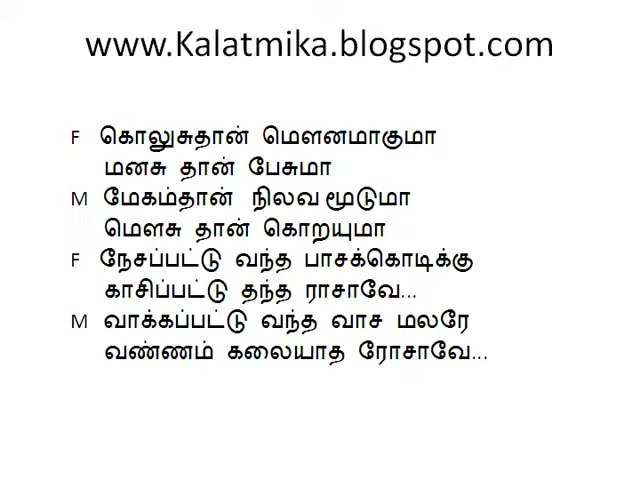 www.Kalatmika.blogspot.com
F கொலுசுதான் மௌனமாகுமா
மனசு தான் பேசுமா
M மேகம்தான் நிலவ மூடுமா
மௌசு தான் கொறயுமா
F நேசப்பட்டு வந்த பாசக்கொடிக்கு
காசிப்பட்டு தந்த ராசாவே...
M வாக்கப்பட்டு வந்த வாச மலரே
வண்ணம் கலையாத ரோசாவே...